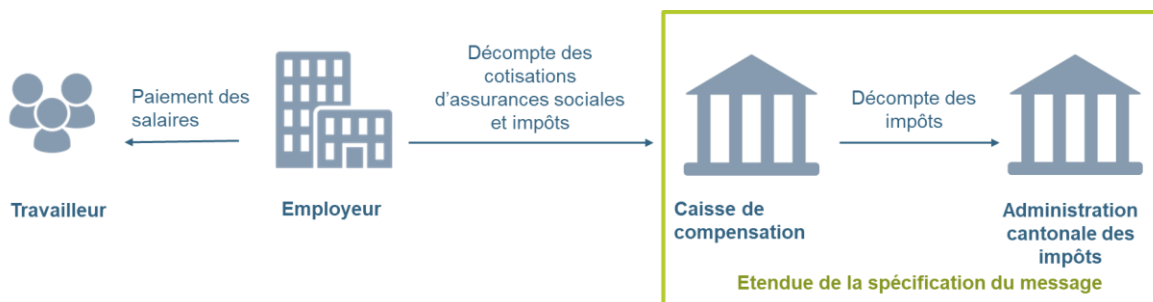 Paiement des
salaires
Décompte des
cotisations
d'assurances sociales
et impôts
Décompte des
impôts
Travailleur
Employeur
Caisse de
compensation
Administration
cantonale des
impôts
Etendue de la spécification du message